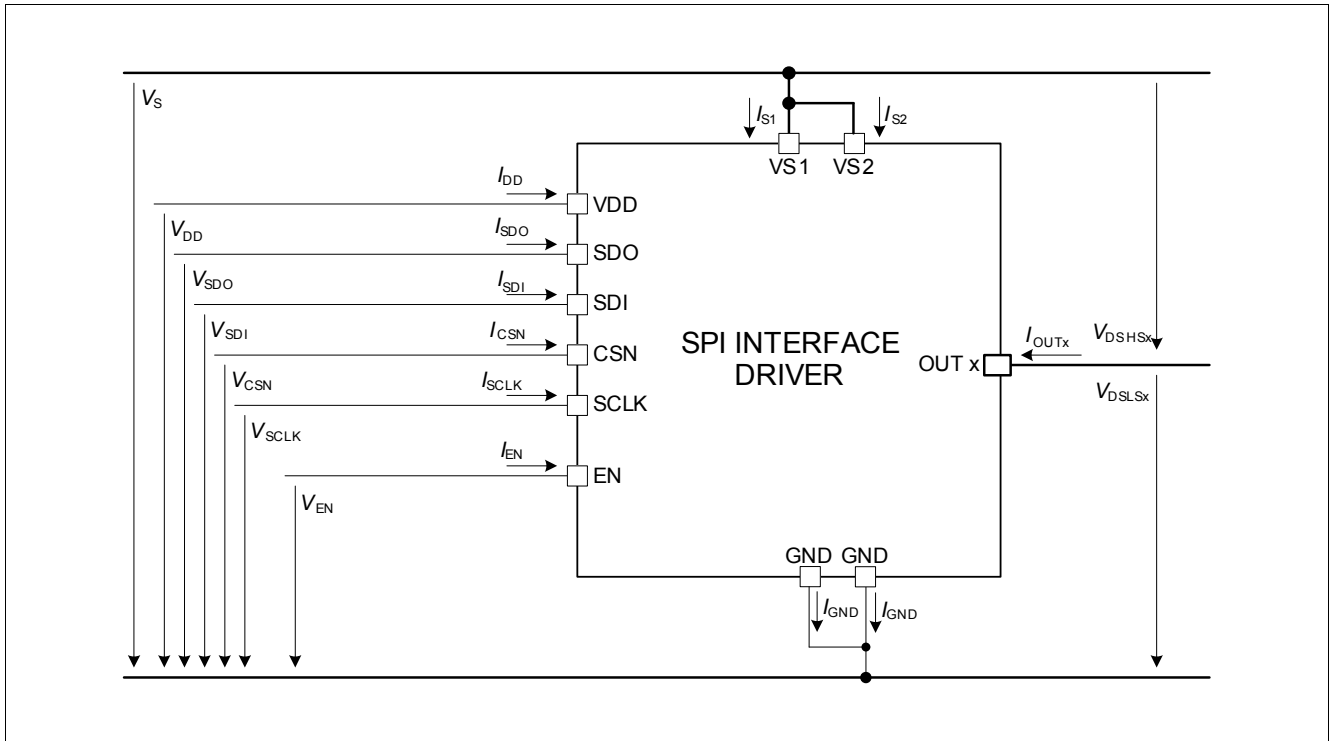 VS
IS1
IS2
VS1
VS2
IDD
VDD
VDD
ISDO
SDO
VSDO
ISDI
SDI
VSDI
ICSN
CSN
VCSN
ISCLK
SCLK
VSCLK
IEN
EN
VEN
SPI INTERFACE
DRIVER
OUT x
IOUTx
VDSHSx
VDSLSx
GND
GND
IGND
IGND